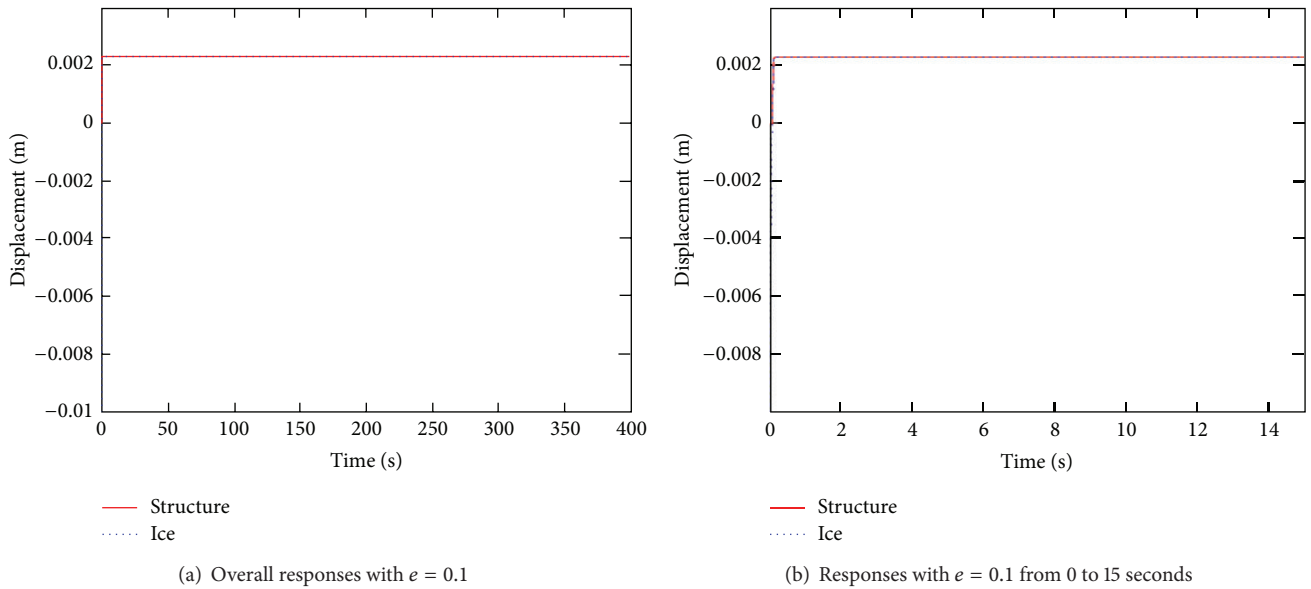 0.002
0
−0.002
−0.004
−0.006
−0.008
−0.01
Displacement (m)
0 50 100 150 200 250 300 350 400
Time (s)
Structure
Ice
(a) Overall responses with e = 0.1
0.002
0
−0.002
−0.004
−0.006
−0.008
Displacement (m)
0 2 4 6 8 10 12 14
Time (s)
Structure
Ice
(b) Responses with e = 0.1 from 0 to 15 seconds